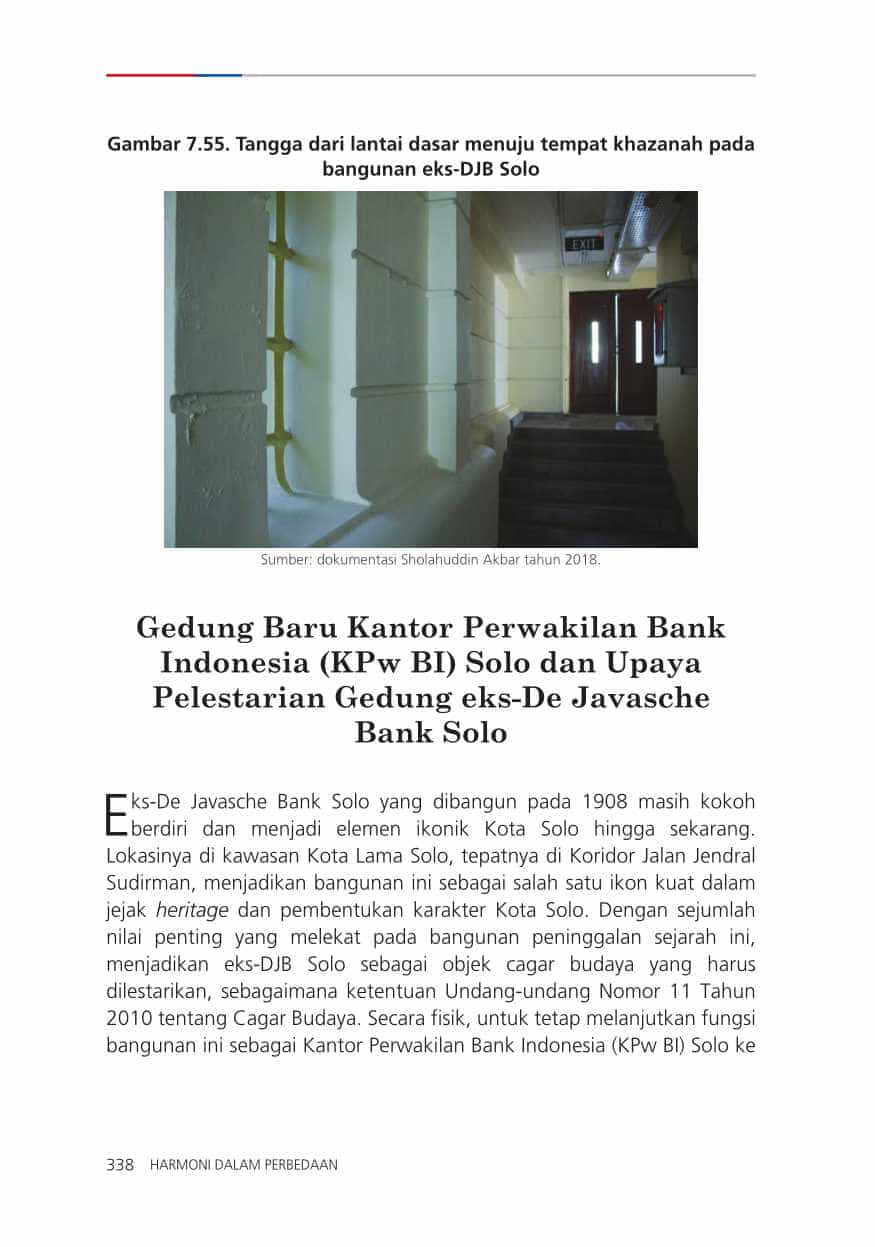 Gambar 7.55. Tangga dari lantai dasar menuju tempat khazanah pada
bangunan eks-DJB Solo
EXIT
Sumber: dokumentasi Sholahuddin Akbar tahun 2018.
Gedung Baru Kantor Perwakilan Bank
Indonesia (KPw BI) Solo dan Upaya
Pelestarian Gedung eks-De Javasche
Bank Solo
Eks-De Javasche Bank Solo yang dibangun pada 1908 masih kokoh
berdiri dan menjadi elemen ikonik Kota Solo hingga sekarang.
Lokasinya di kawasan Kota Lama Solo, tepatnya di Koridor Jalan Jendral
Sudirman, menjadikan bangunan ini sebagai salah satu ikon kuat dalam
jejak heritage dan pembentukan karakter Kota Solo. Dengan sejumlah
nilai penting yang melekat pada bangunan peninggalan sejarah ini,
menjadikan eks-DJB Solo sebagai objek cagar budaya yang harus
dilestarikan, sebagaimana ketentuan Undang-undang Nomor 11 Tahun
2010 tentang Cagar Budaya. Secara fisik, untuk tetap melanjutkan fungsi
bangunan ini sebagai Kantor Perwakilan Bank Indonesia (KPw BI) Solo ke
338 HARMONI DALAM PERBEDAAN